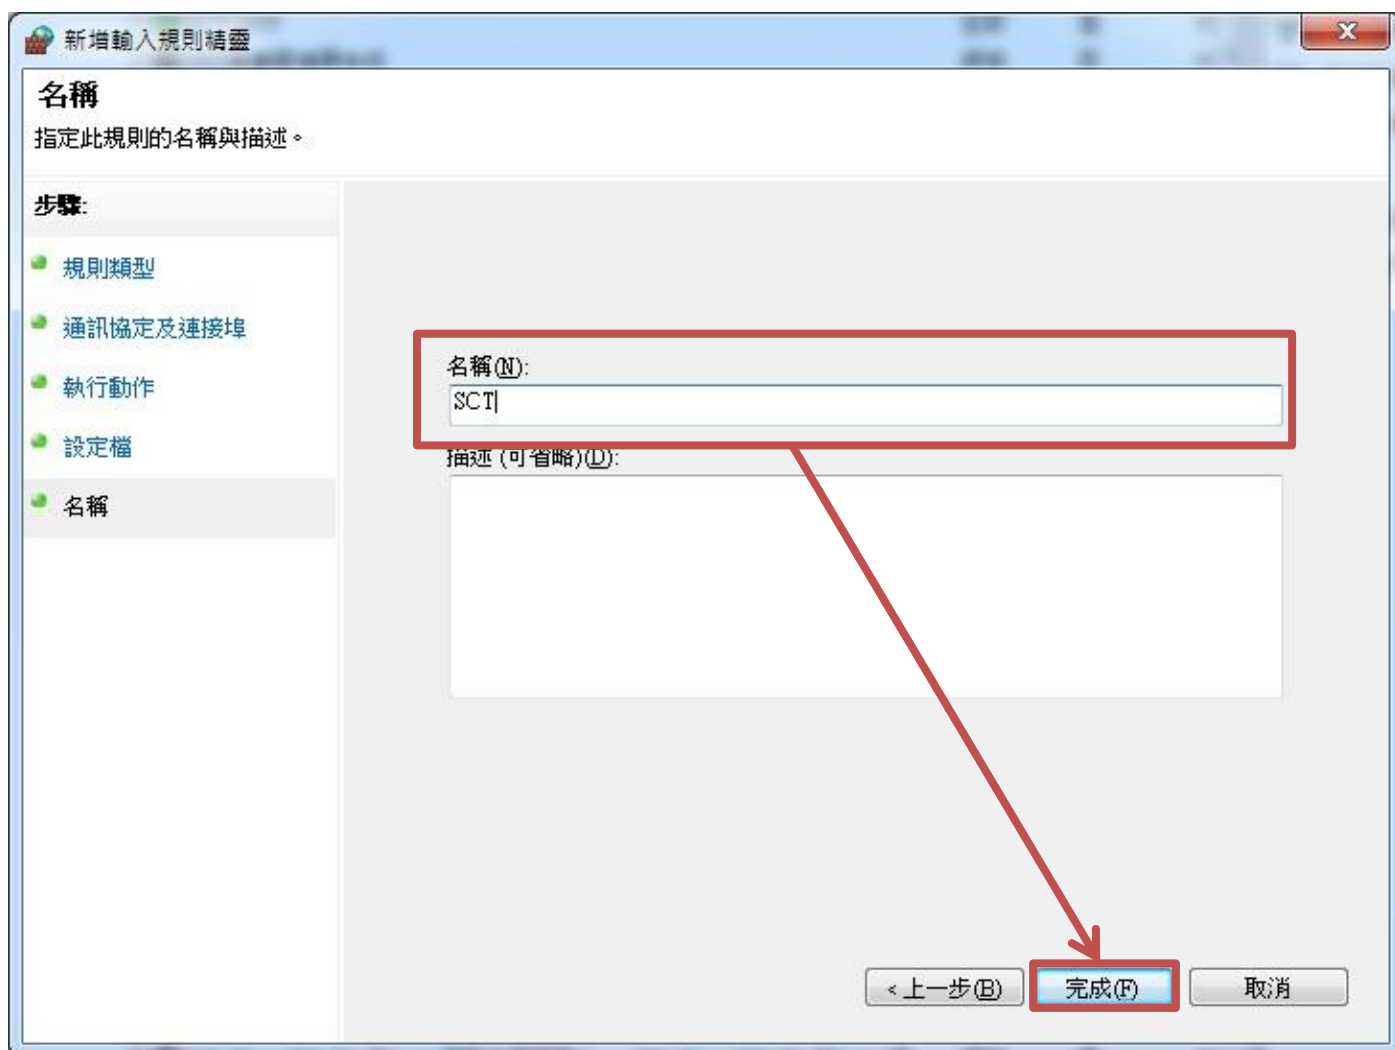 新增輸入規則精靈
名稱
指定此規則的名稱與描述。
步驟:
規則類型
通訊協定及連接埠
執行動作
設定檔
名稱
名稱(N):
SCT
描述 (可省略)(D):
<上一步(B)
完成(F)
取消